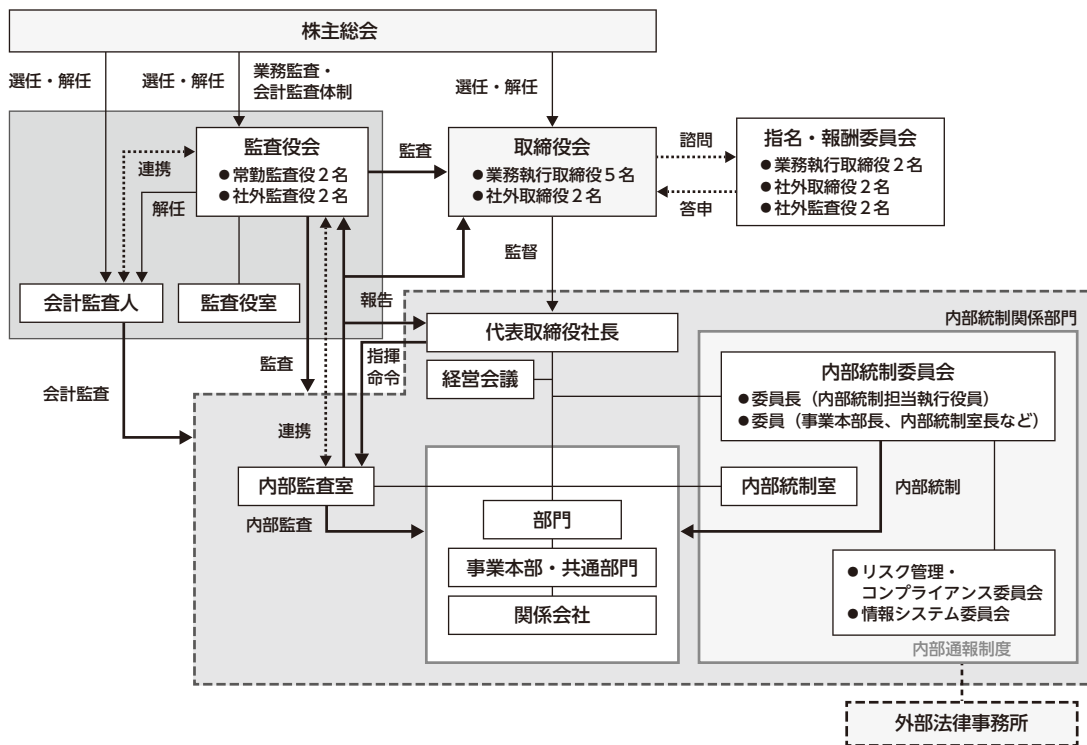 株主総会
選任・解任
選任・解任
業務監査・
会計監査体制
選任・解任
監査役会
●常勤監査役2名
●社外監査役2名
監査
取締役会
●業務執行取締役5名
●社外取締役2名
諮問
答申
指名・報酬委員会
●業務執行取締役2名
●社外取締役2名
●社外監査役2名
連携
解任
監督
会計監査人
監査役室
報告
代表取締役社長
内部統制関係部門
会計監査
監査
指揮
命令
経営会議
内部統制委員会
●委員長（内部統制担当執行役員）
●委員（事業本部長、内部統制室長など）
連携
内部監査室
内部統制室
内部統制
内部監査
部門
事業本部・共通部門
関係会社
●リスク管理・
コンプライアンス委員会
●情報システム委員会
内部通報制度
外部法律事務所